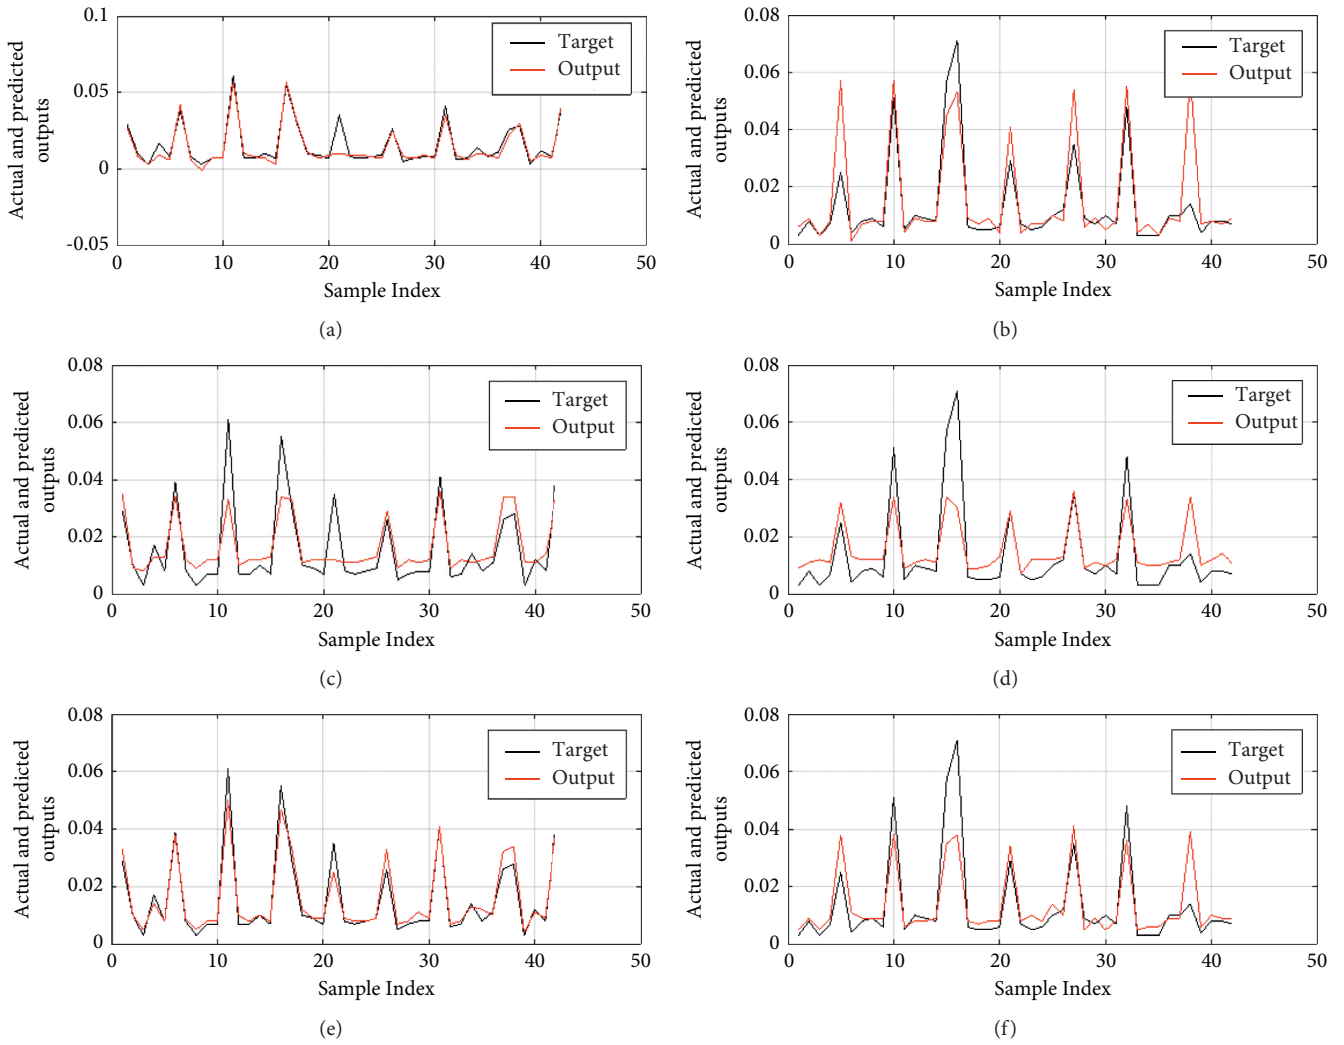 0.1
0.05
0
-0.05
Actual and predicted
outputs
Target
Output
0
10
20
30
40
50
Sample Index
(a)
0.08
0.06
0.04
0.02
0
Actual and predicted
outputs
Target
Output
0
10
20
30
40
50
Sample Index
(b)
0.08
0.06
0.04
0.02
0
Actual and predicted
outputs
Target
Output
0
10
20
30
40
50
Sample Index
(c)
0.08
0.06
0.04
0.02
0
Actual and predicted
outputs
Target
Output
0
10
20
30
40
50
Sample Index
(d)
0.08
0.06
0.04
0.02
0
Actual and predicted
outputs
Target
Output
0
10
20
30
40
50
Sample Index
(e)
0.08
0.06
0.04
0.02
0
Actual and predicted
outputs
Target
Output
0
10
20
30
40
50
Sample Index
(f)